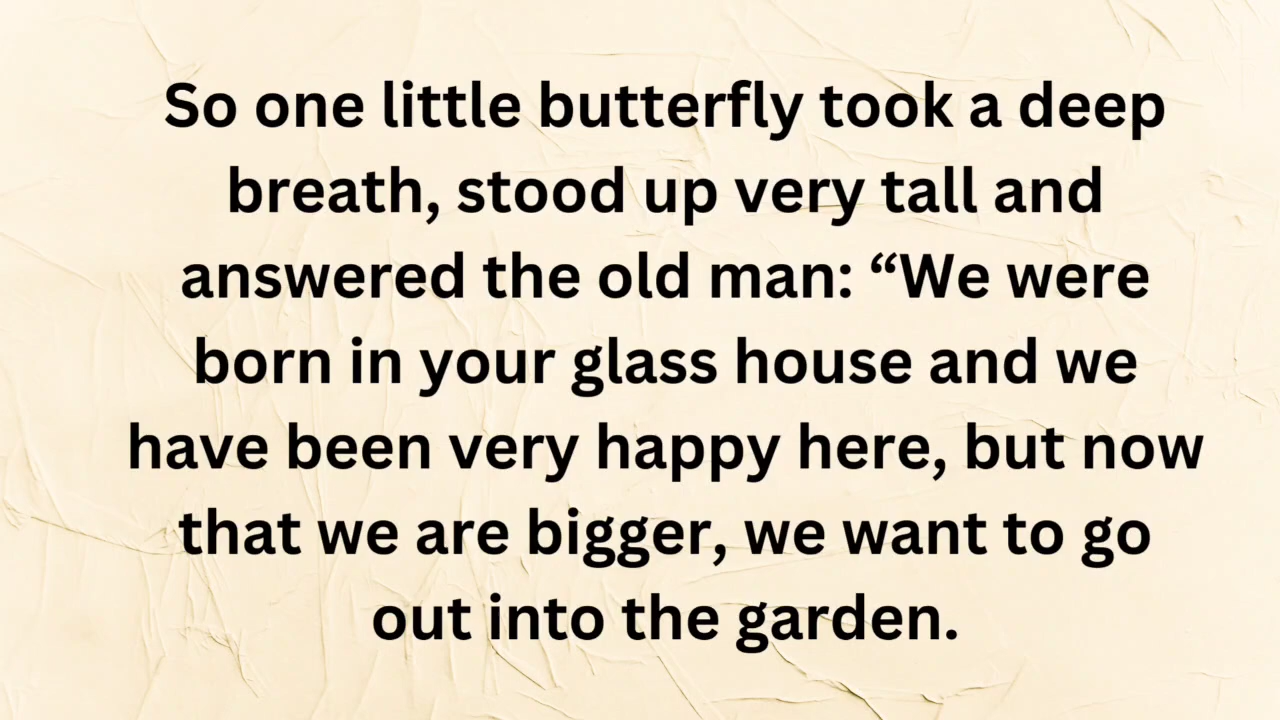 So one little butterfly took a deep
breath, stood up very tall and
answered the old man: “We were
born in your glass house and we
have been very happy here, but now
that we are bigger, we want to go
out into the garden.